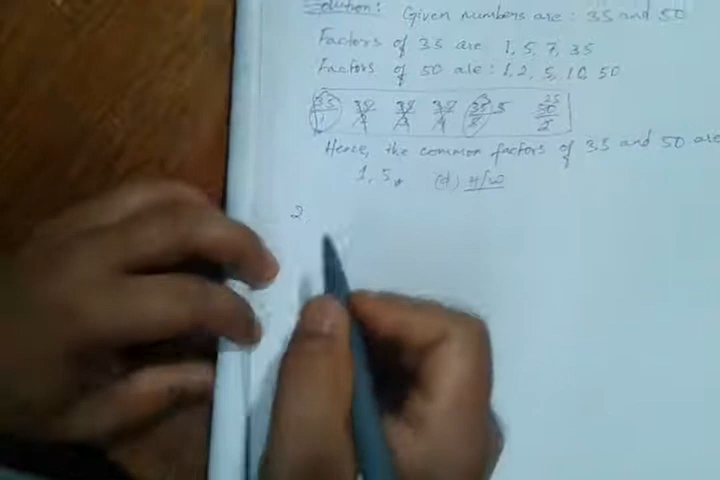 Solution: Given numbers are: 35 and 50
Factors of 35 are 1, 5, 7, 35
Factors of 50 are: 1, 2, 5, 10, 50
Hence, the common factors of 35 and 50 are
1, 5, (d) H/W
2.